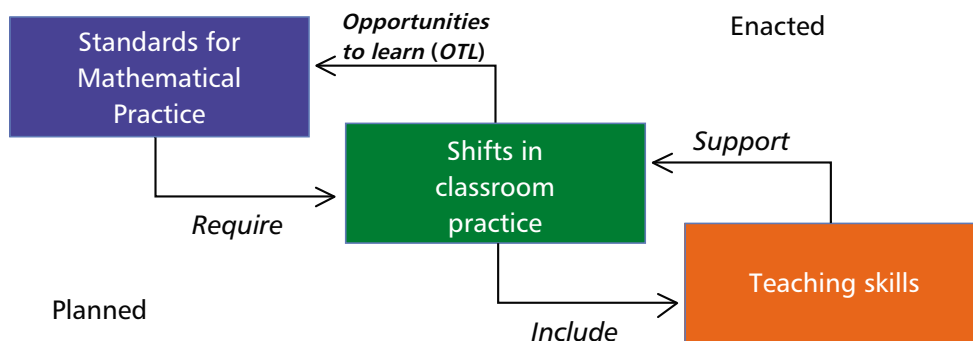 Opportunities
to learn (OTL)
Enacted
Standards for
Mathematical
Practice
Shifts in
classroom
practice
Support
Require
Teaching skills
Planned
Include